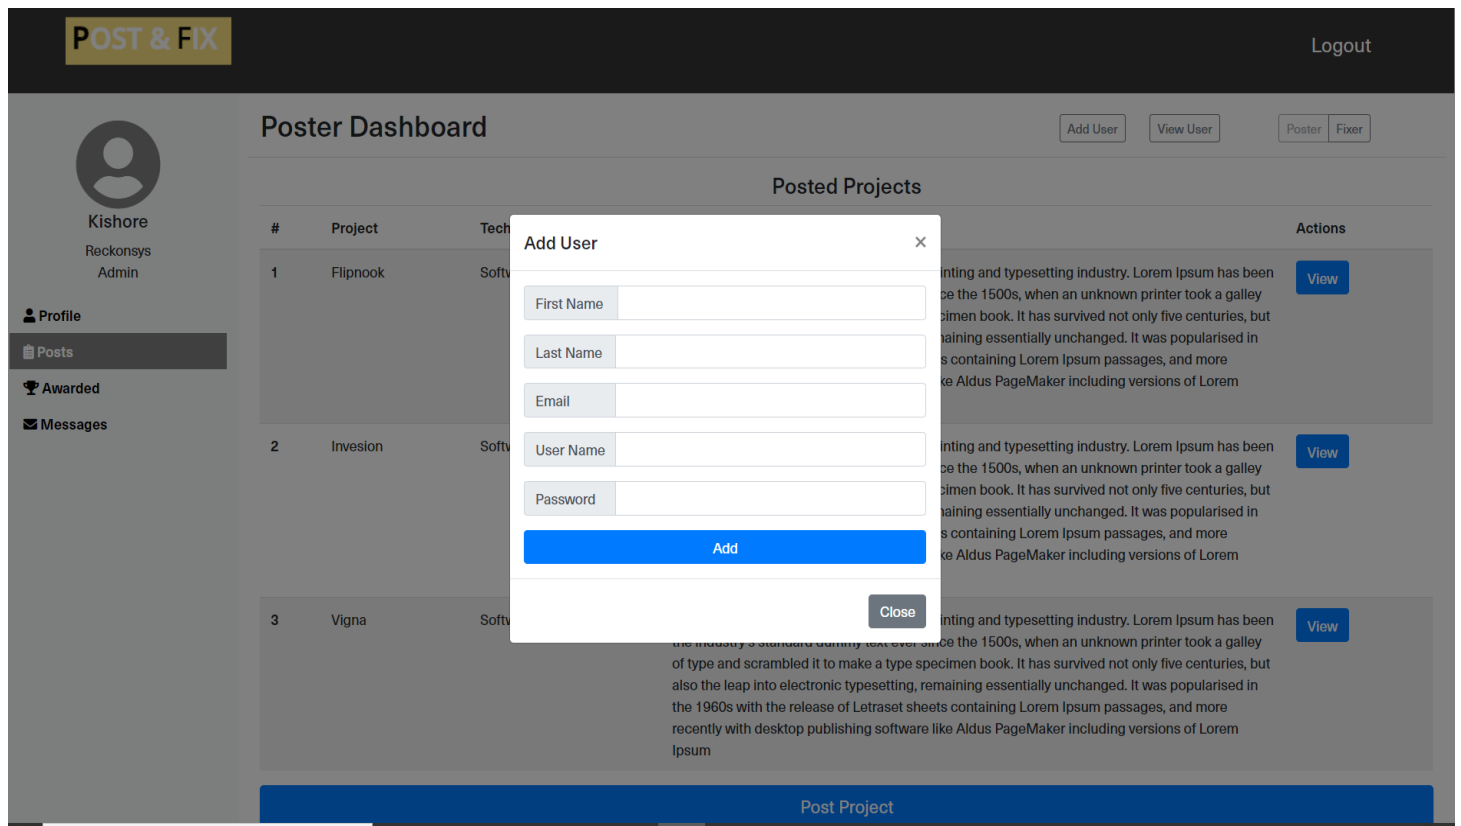 POST & FIX
Logout
Poster Dashboard
Add User
View User
Poster
Fixer
Kishore
Reckonsys
Admin
Profile
Posts
Awarded
Messages
Posted Projects
# Project Tech Actions
1 Flipnook Softw View
inting and typesetting industry. Lorem Ipsum has been
ce the 1500s, when an unknown printer took a galley
cimen book. It has survived not only five centuries, but
naining essentially unchanged. It was popularised in
s containing Lorem Ipsum passages, and more
ke Aldus PageMaker including versions of Lorem
2 Invesion Softw View
inting and typesetting industry. Lorem Ipsum has been
ce the 1500s, when an unknown printer took a galley
cimen book. It has survived not only five centuries, but
naining essentially unchanged. It was popularised in
s containing Lorem Ipsum passages, and more
ke Aldus PageMaker including versions of Lorem
3 Vigna Softw View
inting and typesetting industry. Lorem Ipsum has been
the industry's standard dummy text ever since the 1500s, when an unknown printer took a galley
of type and scrambled it to make a type specimen book. It has survived not only five centuries, but
also the leap into electronic typesetting, remaining essentially unchanged. It was popularised in
the 1960s with the release of Letraset sheets containing Lorem Ipsum passages, and more
recently with desktop publishing software like Aldus PageMaker including versions of Lorem
Ipsum
Post Project
Add User ×
First Name
Last Name
Email
User Name
Password
Add
Close